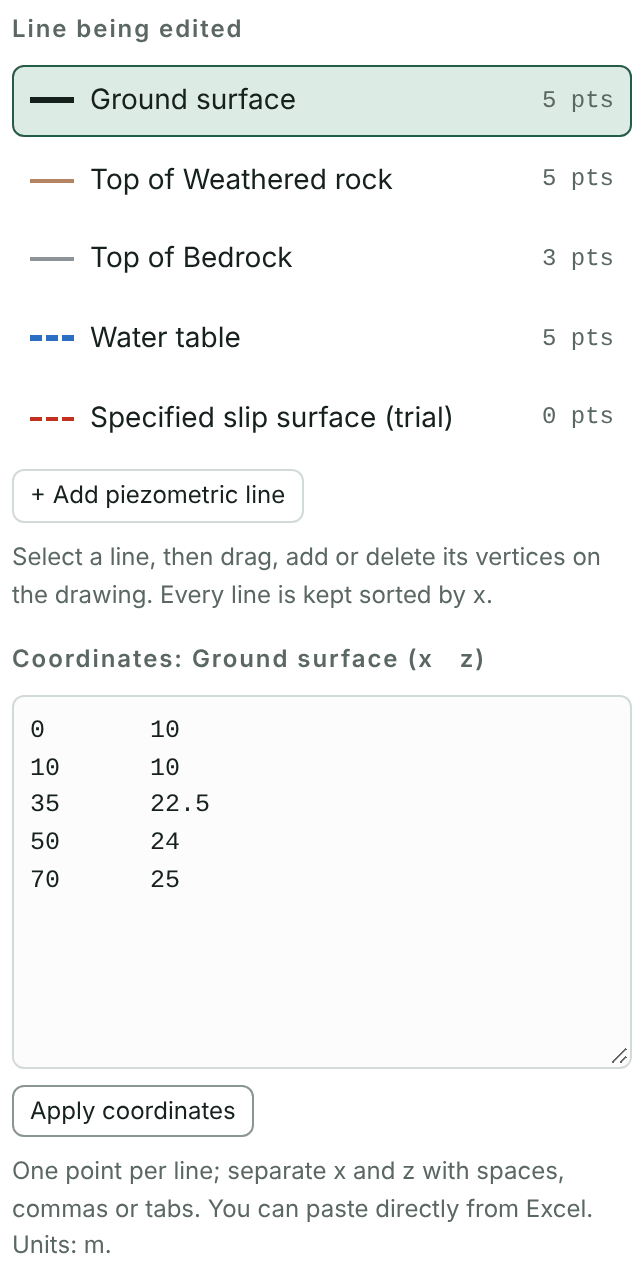 Line being edited
Ground surface 5 pts
Top of Weathered rock 5 pts
Top of Bedrock 3 pts
Water table 5 pts
Specified slip surface (trial) 0 pts
+ Add piezometric line
Select a line, then drag, add or delete its vertices on
the drawing. Every line is kept sorted by x.
Coordinates: Ground surface (x z)
0 10
10 10
35 22.5
50 24
70 25
Apply coordinates
One point per line; separate x and z with spaces,
commas or tabs. You can paste directly from Excel.
Units: m.